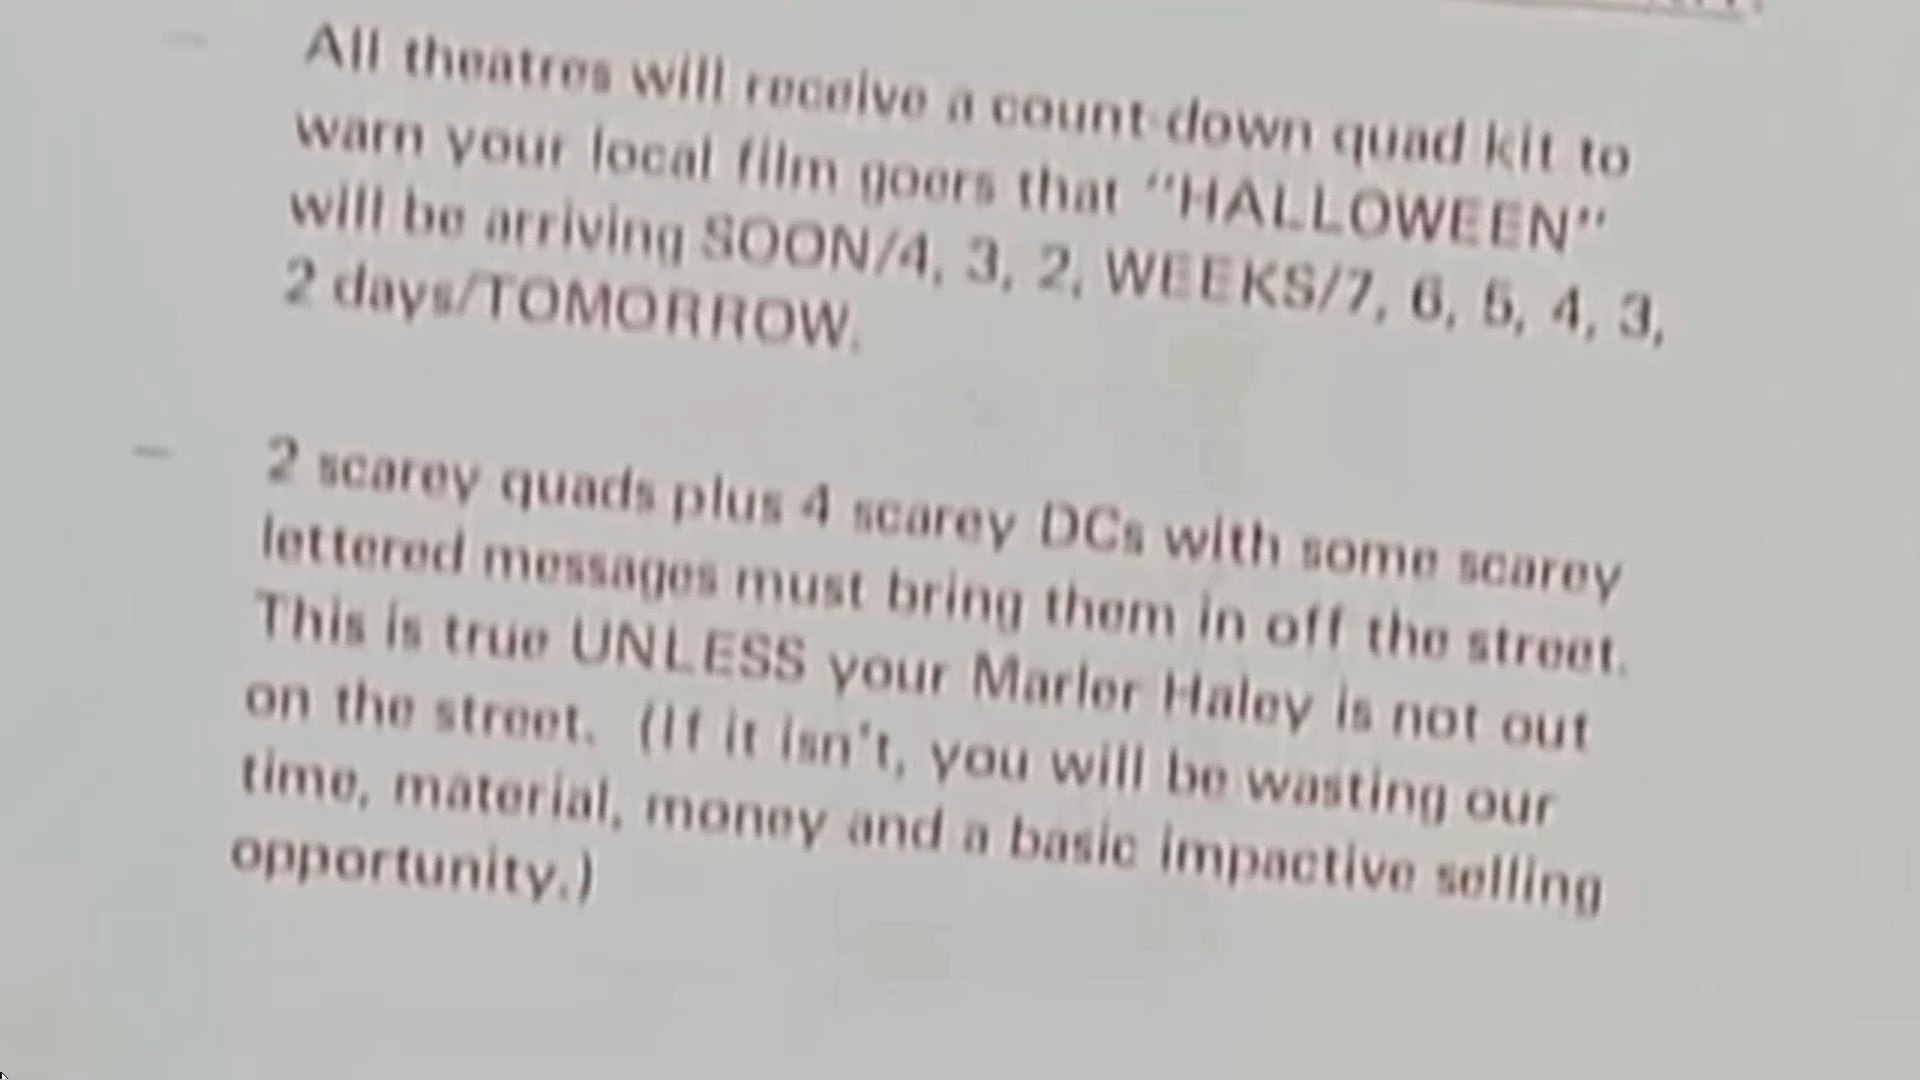 All theatres will receive a count-down quad kit to
warn your local film goers that "HALLOWEEN"
will be arriving SOON/4, 3, 2, WEEKS/7, 6, 5, 4, 3,
2 days/TOMORROW.
2 scarey quads plus 4 scarey DCs with some scarey
lettered messages must bring them in off the street.
This is true UNLESS your Marler Haley is not out
on the street. (If it isn't, you will be wasting our
time, material, money and a basic impactive selling
opportunity.)